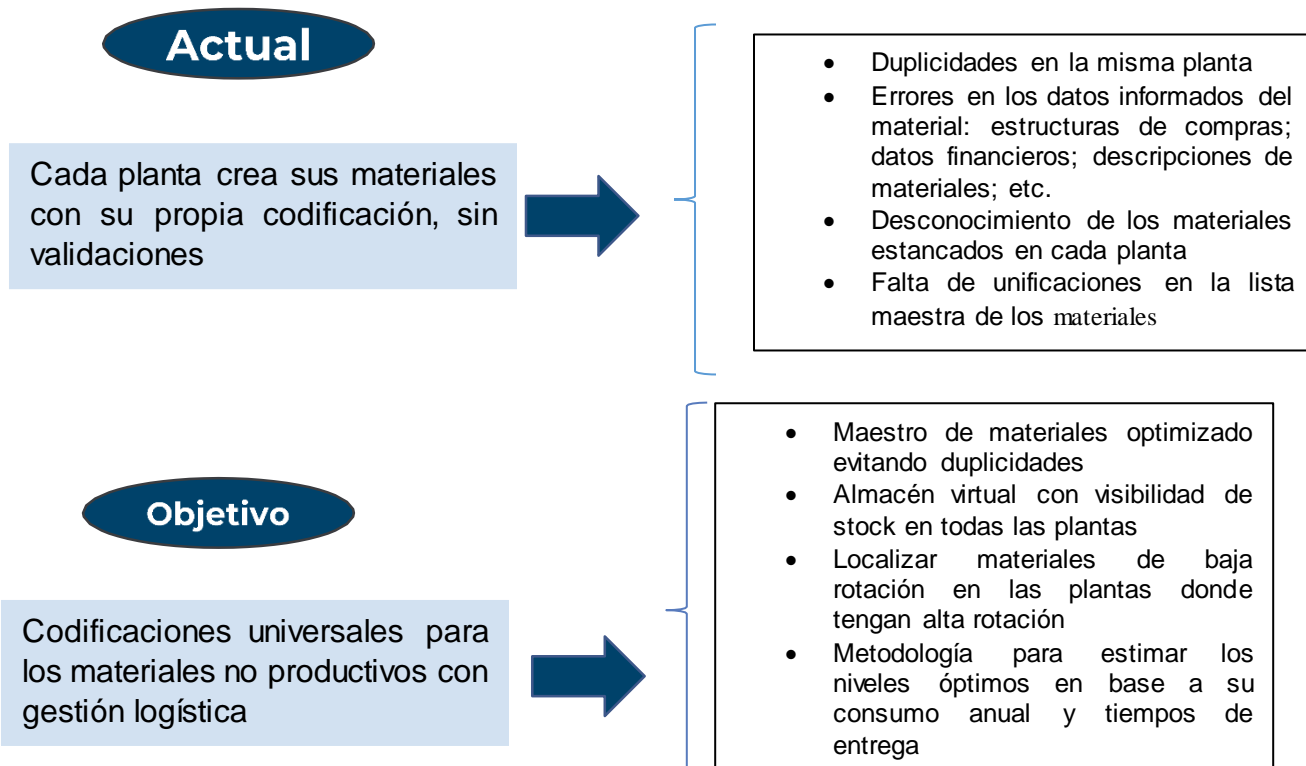 Actual
Cada planta crea sus materiales
con su propia codificación, sin
validaciones
• Duplicidades en la misma planta
• Errores en los datos informados del
material: estructuras de compras;
datos financieros; descripciones de
materiales; etc.
• Desconocimiento de los materiales
estancados en cada planta
• Falta de unificaciones en la lista
maestra de los materiales
Objetivo
Codificaciones universales para
los materiales no productivos con
gestión logística
• Maestro de materiales optimizado
evitando duplicidades
• Almacén virtual con visibilidad de
stock en todas las plantas
• Localizar materiales de baja
rotación en las plantas donde
tengan alta rotación
• Metodología para estimar los
niveles óptimos en base a su
consumo anual y tiempos de
entrega